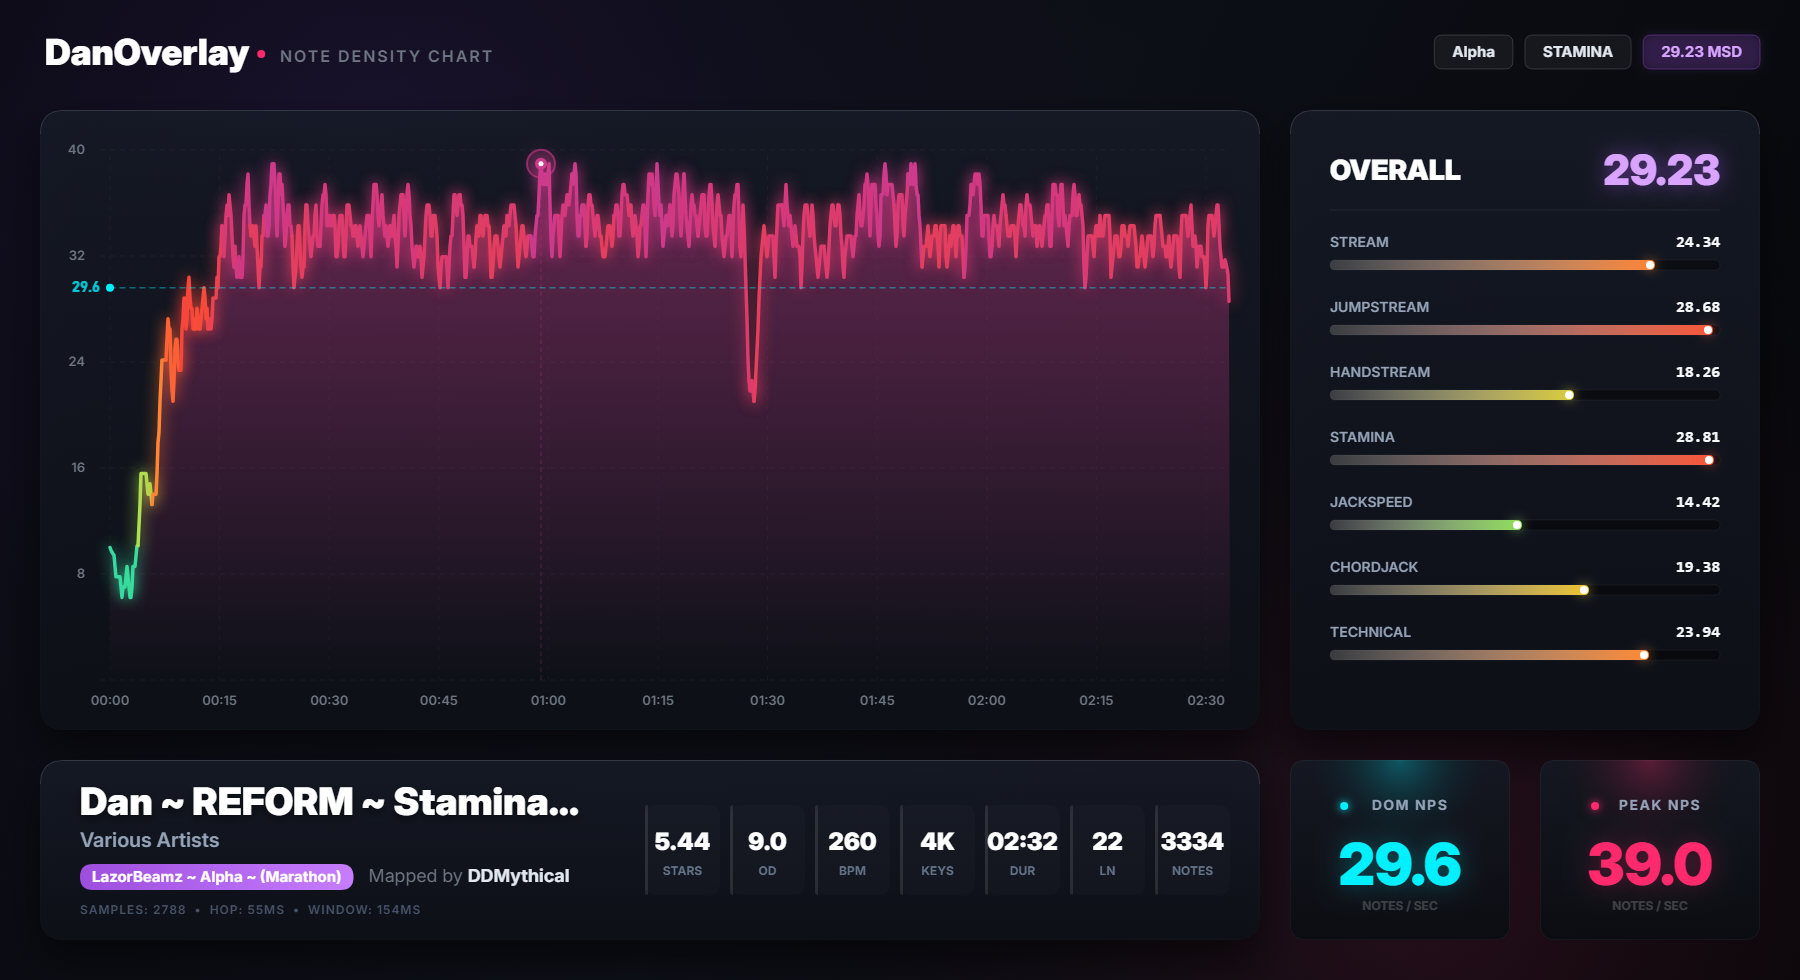 DanOverlay • NOTE DENSITY CHART
Alpha
STAMINA
29.23 MSD
40
32
29.6
24
16
8
00:00 00:15 00:30 00:45 01:00 01:15 01:30 01:45 02:00 02:15 02:30
OVERALL 29.23
STREAM 24.34
JUMPSTREAM 28.68
HANDSTREAM 18.26
STAMINA 28.81
JACKSPEED 14.42
CHORDJACK 19.38
TECHNICAL 23.94
Dan ~ REFORM ~ Stamina...
Various Artists
LazorBeamz ~ Alpha ~ (Marathon) Mapped by DDMythical
SAMPLES: 2788 • HOP: 55MS • WINDOW: 154MS
5.44 9.0 260 4K 02:32 22 3334
STARS OD BPM KEYS DUR LN NOTES
DOM NPS
29.6
NOTES / SEC
PEAK NPS
39.0
NOTES / SEC